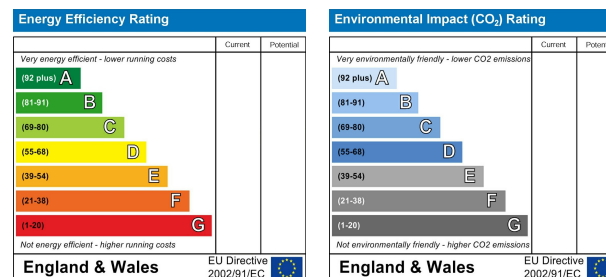 Energy Efficiency Rating
Current Potential
Very energy efficient - lower running costs
(92 plus) A
(81-91) B
(69-80) C
(55-68) D
(39-54) E
(21-38) F
(1-20) G
Not energy efficient - higher running costs
England & Wales
EU Directive
2002/91/EC
Environmental Impact (CO₂) Rating
Current Poten
Very environmentally friendly - lower CO2 emissions
(92 plus) A
(81-91) B
(69-80) C
(55-68) D
(39-54) E
(21-38) F
(1-20) G
Not environmentally friendly - higher CO2 emissions
England & Wales
EU Directive
2002/91/EC